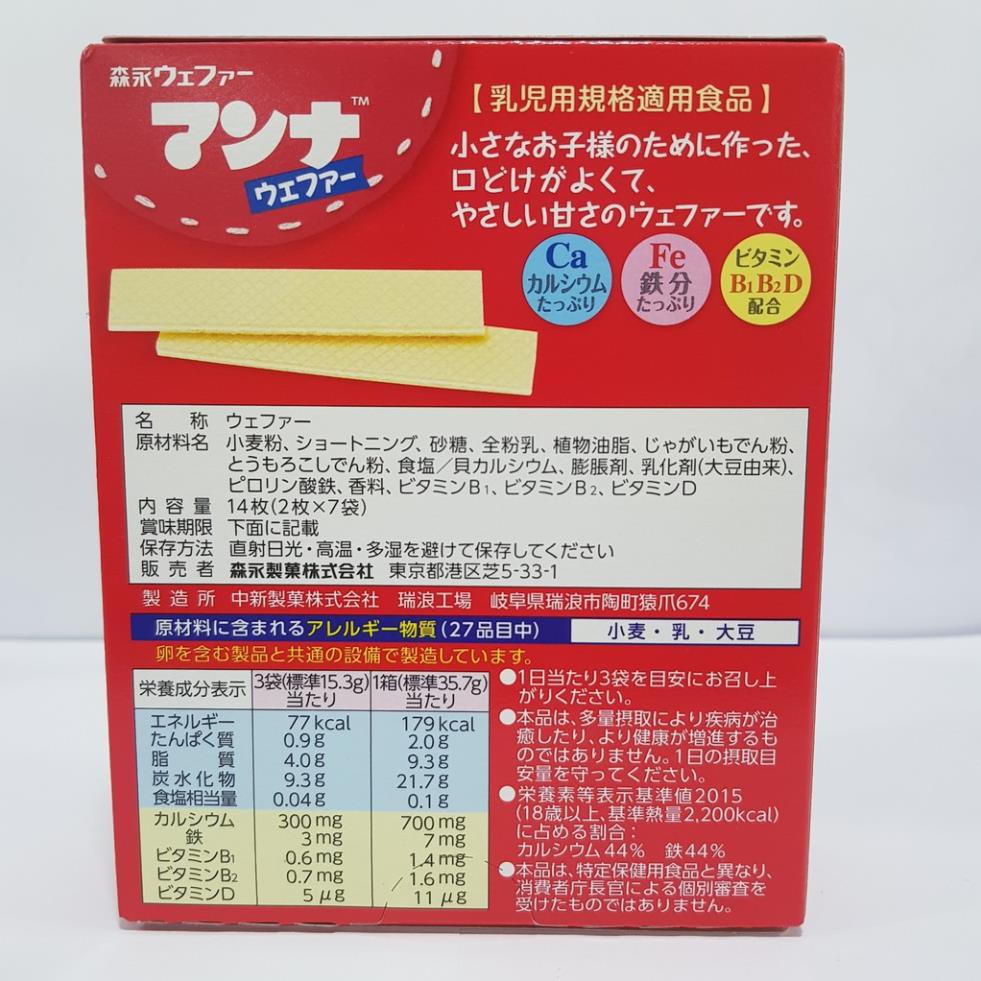 森永ウェファー
マンナ™
ウェファー
【乳児用規格適用食品】
小さなお子様のために作った、
口どけがよくて、
やさしい甘さのウェファーです。
Ca
カルシウム
たっぷり
Fe
鉄分
たっぷり
ビタミン
B1 B2 D
配合
名称 ウェファー
原材料名 小麦粉、ショートニング、砂糖、全粉乳、植物油脂、じゃがいもでん粉、
とうもろこしでん粉、食塩／貝カルシウム、膨脹剤、乳化剤(大豆由来)、
ピロリン酸鉄、香料、ビタミンB1、ビタミンB2、ビタミンD
内容量 14枚(2枚×7袋)
賞味期限 下面に記載
保存方法 直射日光・高温・多湿を避けて保存してください
販売者 森永製菓株式会社 東京都港区芝5-33-1
製造所 中新製菓株式会社 瑞浪工場 岐阜県瑞浪市陶町猿爪674
原材料に含まれるアレルギー物質(27品目中) 小麦・乳・大豆
卵を含む製品と共通の設備で製造しています。
栄養成分表示 3袋(標準15.3g)当たり 1箱(標準35.7g)当たり
エネルギー 77kcal 179kcal
たんぱく質 0.9g 2.0g
脂質 4.0g 9.3g
炭水化物 9.3g 21.7g
食塩相当量 0.04g 0.1g
カルシウム 300mg 700mg
鉄 3mg 7mg
ビタミンB1 0.6mg 1.4mg
ビタミンB2 0.7mg 1.6mg
ビタミンD 5μg 11μg
●1日当たり3袋を目安にお召し上
がりください。
●本品は、多量摂取により疾病が治
癒したり、より健康が増進するも
のではありません。1日の摂取目
安量を守ってください。
●栄養素等表示基準値2015
(18歳以上、基準熱量2,200kcal)
に占める割合：
カルシウム44% 鉄44%
●本品は、特定保健用食品と異なり、
消費者庁長官による個別審査を
受けたものではありません。